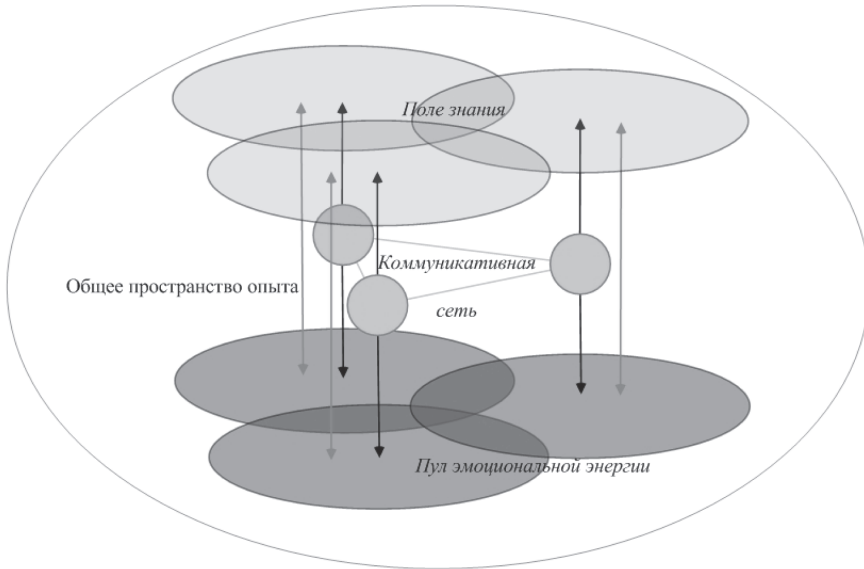 Поле знания
Коммуникативная
Общее пространство опыта
сеть
Пул эмоциональной энергии